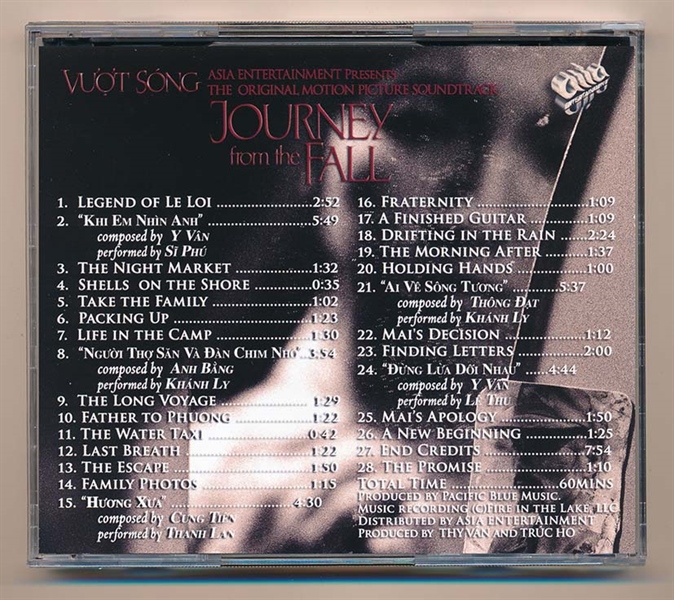 VƯỢT SÓNG
ASIA ENTERTAINMENT PRESENTS
THE ORIGINAL MOTION PICTURE SOUNDTRACK
JOURNEY
from the FALL
asia
1. LEGEND OF LE LOI ..................2:52
2. "KHI EM NHÌN ANH" ....................5:49
composed by Y VÂN
performed by SĨ PHÚ
3. THE NIGHT MARKET ..................1:32
4. SHELLS ON THE SHORE ............0:35
5. TAKE THE FAMILY ......................1:02
6. PACKING UP ............................1:23
7. LIFE IN THE CAMP ....................1:30
8. "NGƯỜI THỢ SĂN VÀ ĐÀN CHIM NHỎ"..3:54
composed by ANH BẰNG
performed by KHÁNH LY
9. THE LONG VOYAGE ..................1:29
10. FATHER TO PHUONG ................1:22
11. THE WATER TAXI ....................0:42
12. LAST BREATH ..........................1:22
13. THE ESCAPE ............................1:50
14. FAMILY PHOTOS ......................1:15
15. "HƯƠNG XƯA" ....................4:30
composed by CUNG TIẾN
performed by THANH LAN
16. FRATERNITY ..........................1:09
17. A FINISHED GUITAR ................1:09
18. DRIFTING IN THE RAIN ......2:24
19. THE MORNING AFTER ............1:37
20. HOLDING HANDS ..................1:00
21. "AI VỀ SÔNG TƯƠNG" ..........5:37
composed by THÔNG ĐẠT
performed by KHÁNH LY
22. MAI'S DECISION ....................1:12
23. FINDING LETTERS ..................2:00
24. "ĐỪNG LỪA DỐI NHAU" ......4:44
composed by Y VÂN
performed by LỆ THU
25. MAI'S APOLOGY ....................1:50
26. A NEW BEGINNING ................1:25
27. END CREDITS ..........................7:54
28. THE PROMISE ..........................1:10
TOTAL TIME ..........................60MINS
PRODUCED BY PACIFIC BLUE MUSIC.
MUSIC RECORDING (C)FIRE IN THE LAKE, LLC
DISTRIBUTED BY ASIA ENTERTAINMENT
PRODUCED BY THY VÂN AND TRÚC HỒ